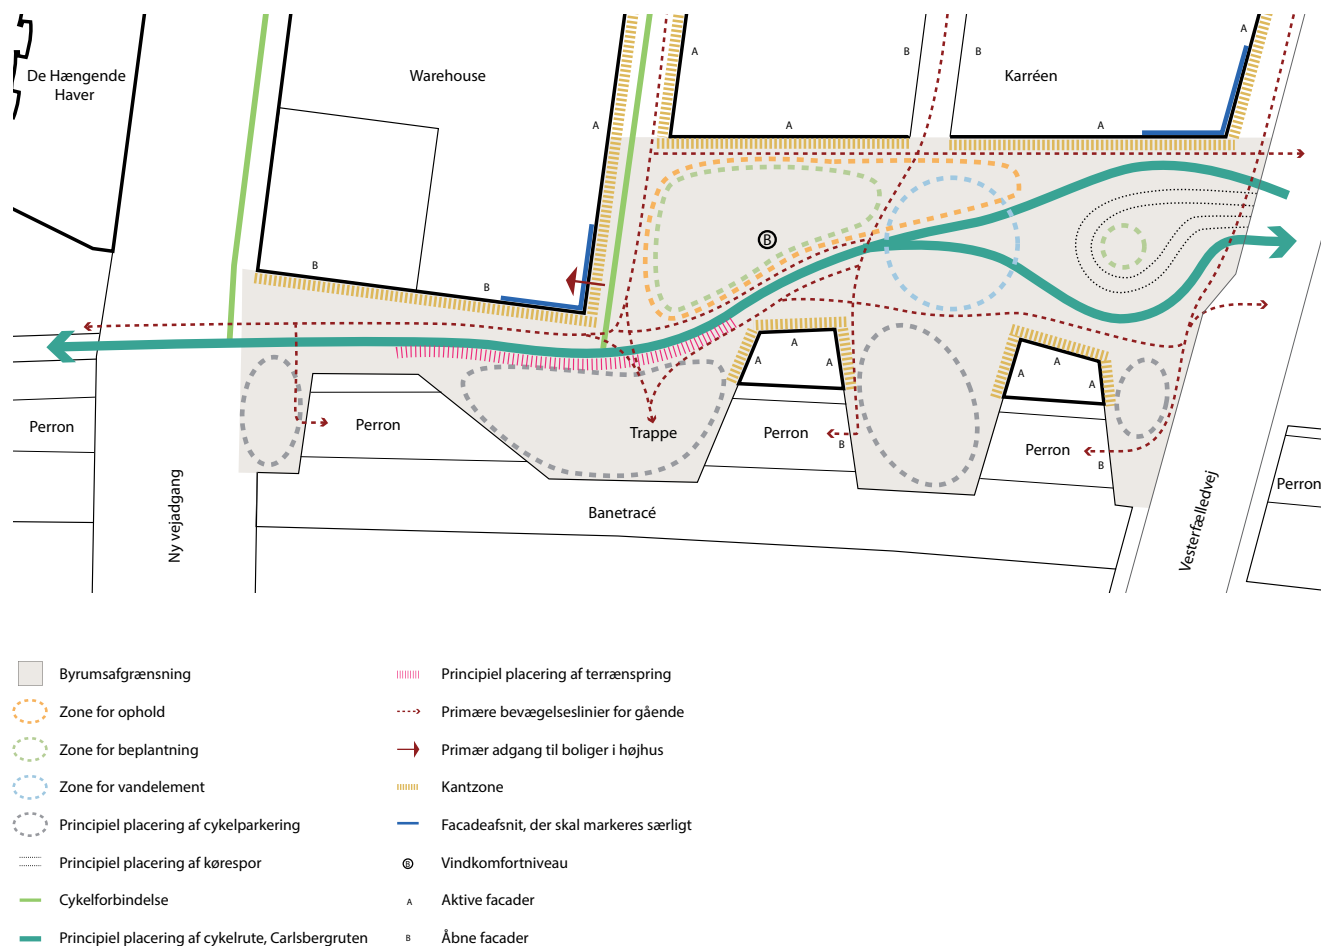 De Hængende
Haver
Warehouse
Karréen
A
B
B
A
A
A
A
B
B
B
A
A
A
A
A
A
Perron
Perron
Trappe
Perron
B
Perron
B
Perron
Ny vejadgang
Banetracé
Vesterfælledvej
Byrumsafgrænsning
Zone for ophold
Zone for beplantning
Zone for vandelement
Principiel placering af cykelparkering
Principiel placering af kørespor
Cykelforbindelse
Principiel placering af cykelrute, Carlsbergruten
Principiel placering af terrænspring
Primære bevægelseslinier for gående
Primær adgang til boliger i højhus
Kantzone
Facadeafsnit, der skal markeres særligt
B Vindkomfortniveau
A Aktive facader
B Åbne facader